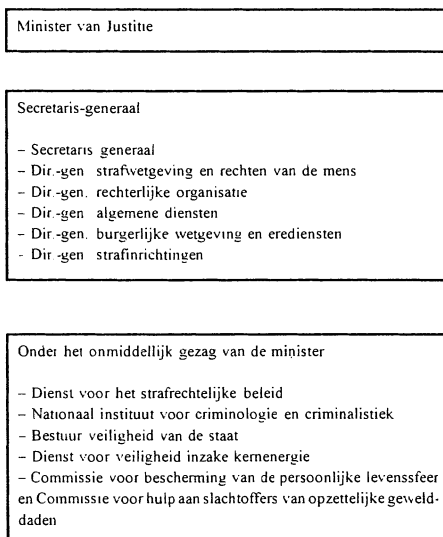 Minister van Justitie
Secretaris-generaal
– Secretaris generaal
– Dir.-gen strafwetgeving en rechten van de mens
– Dir.-gen. rechterlijke organisatie
– Dir.-gen algemene diensten
– Dir.-gen. burgerlijke wetgeving en erediensten
- Dir.-gen strafinrichtingen
Onder het onmiddellijk gezag van de minister
– Dienst voor het strafrechtelijke beleid
– Nationaal instituut voor criminologie en criminalistiek
– Bestuur veiligheid van de staat
– Dienst voor veiligheid inzake kernenergie
– Commissie voor bescherming van de persoonlijke levenssfeer
en Commissie voor hulp aan slachtoffers van opzettelijke geweld-
daden